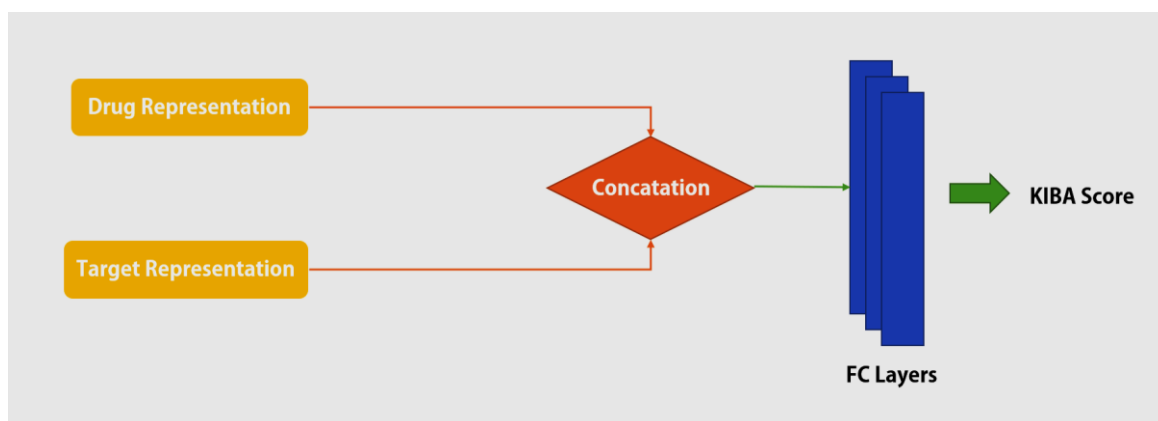 Drug Representation
Concatation
Target Representation
KIBA Score
FC Layers